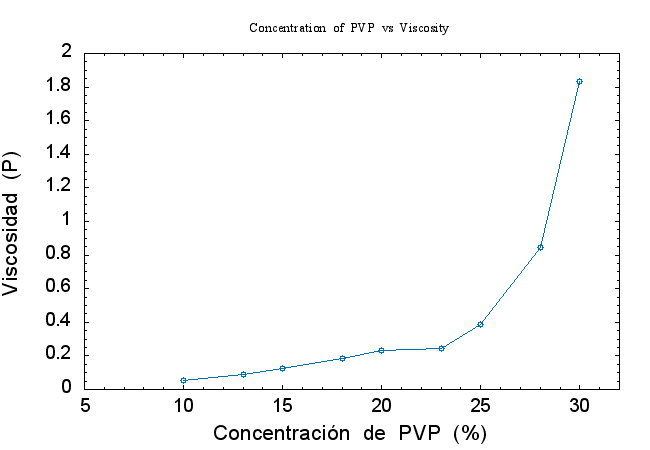 Concentration of PVP vs Viscosity
2
1.8
1.6
1.4
1.2
1
0.8
0.6
0.4
0.2
0
Viscosidad (P)
5 10 15 20 25 30
Concentración de PVP (%)